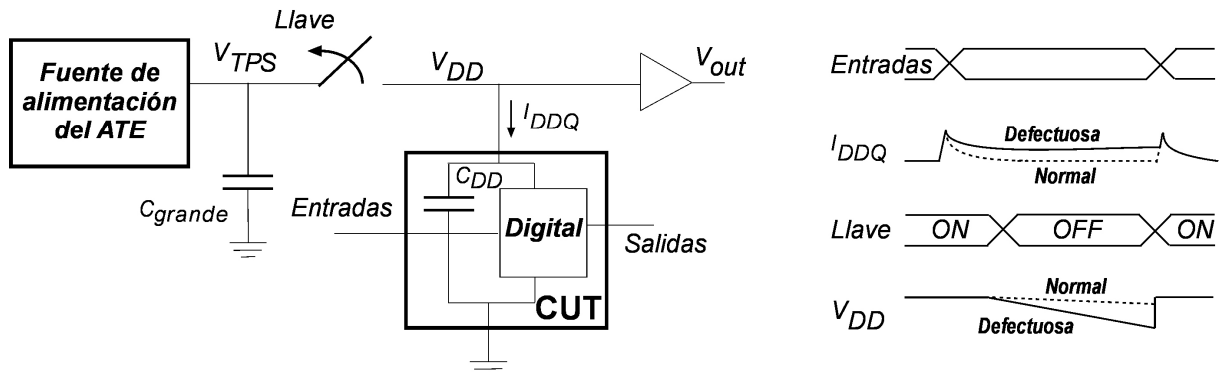 Fuente de
alimentación
del ATE
V_TPS
Llave
C_grande
V_DD
V_out
I_DDQ
C_DD
Entradas
Digital
Salidas
CUT
Entradas
I_DDQ
Defectuosa
Normal
Llave
ON
OFF
ON
V_DD
Normal
Defectuosa